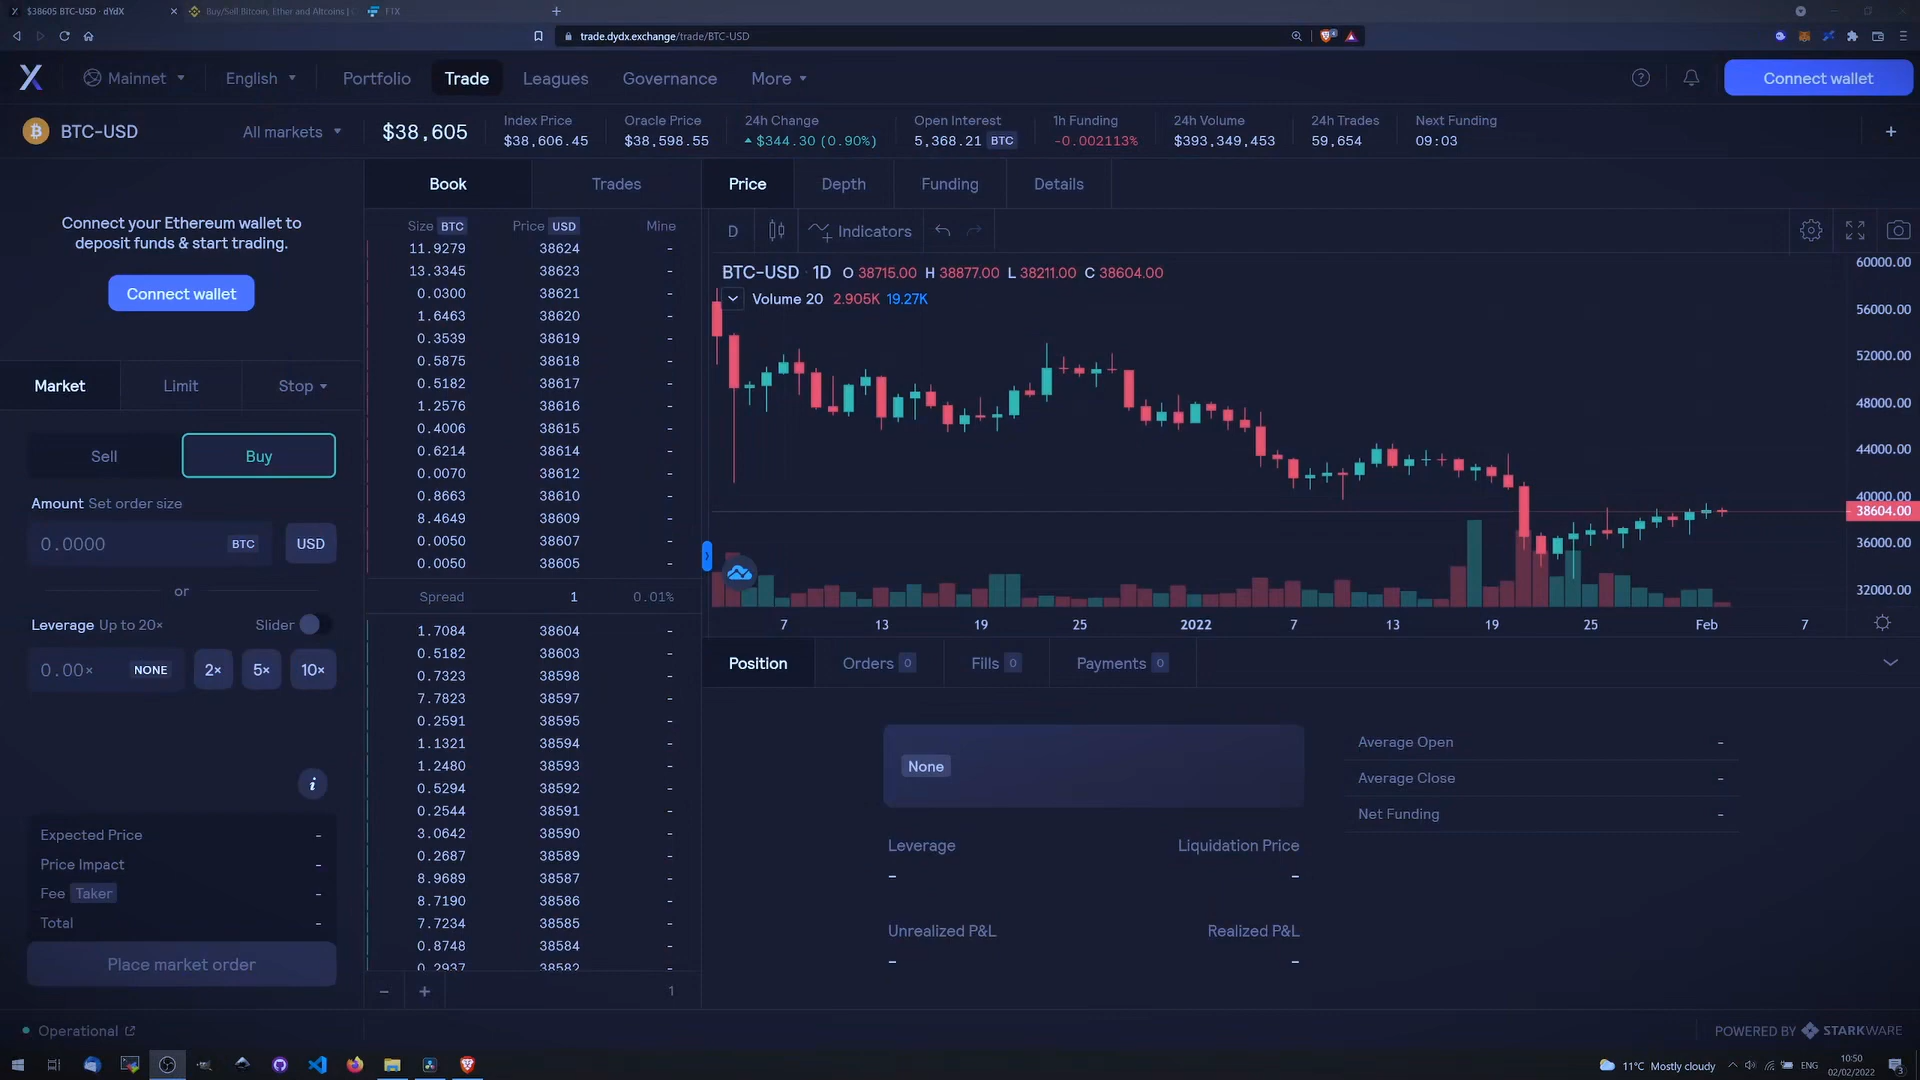 $38605 BTC-USD · dYdX
Buy/Sell Bitcoin, Ether and Altcoins |
FTX
trade.dydx.exchange/trade/BTC-USD
Mainnet
English
Portfolio
Trade
Leagues
Governance
More
Connect wallet
BTC-USD
All markets
$38,605
Index Price
$38,606.45
Oracle Price
$38,598.55
24h Change
$344.30 (0.90%)
Open Interest
5,368.21 BTC
1h Funding
-0.002113%
24h Volume
$393,349,453
24h Trades
59,654
Next Funding
09:03
Connect your Ethereum wallet to
deposit funds & start trading.
Connect wallet
Market
Limit
Stop
Sell
Buy
Amount Set order size
0.0000 BTC
USD
or
Leverage Up to 20×
Slider
0.00× NONE
2×
5×
10×
i
Expected Price -
Price Impact -
Fee Taker -
Total -
Place market order
Operational
Book
Trades
Size BTC Price USD Mine
11.9279 38624 -
13.3345 38623 -
0.0300 38621 -
1.6463 38620 -
0.3539 38619 -
0.5875 38618 -
0.5182 38617 -
1.2576 38616 -
0.4006 38615 -
0.6214 38614 -
0.0070 38612 -
0.8663 38610 -
8.4649 38609 -
0.0050 38607 -
0.0050 38605 -
Spread 1 0.01%
1.7084 38604 -
0.5182 38603 -
0.7323 38598 -
7.7823 38597 -
0.2591 38595 -
1.1321 38594 -
1.2480 38593 -
0.5294 38592 -
0.2544 38591 -
3.0642 38590 -
0.2687 38589 -
8.9689 38587 -
8.7190 38586 -
7.7234 38585 -
0.8748 38584 -
0.2937 38582 -
− + 1
Price
Depth
Funding
Details
D
Indicators
BTC-USD · 1D O 38715.00 H 38877.00 L 38211.00 C 38604.00
Volume 20 2.905K 19.27K
60000.00
56000.00
52000.00
48000.00
44000.00
40000.00
38604.00
36000.00
32000.00
7 13 19 25 2022 7 13 19 25 Feb 7
Position
Orders 0
Fills 0
Payments 0
None
Leverage
-
Liquidation Price
-
Unrealized P&L
-
Realized P&L
-
Average Open -
Average Close -
Net Funding -
POWERED BY STARKWARE
11°C Mostly cloudy
ENG
10:50
02/02/2022